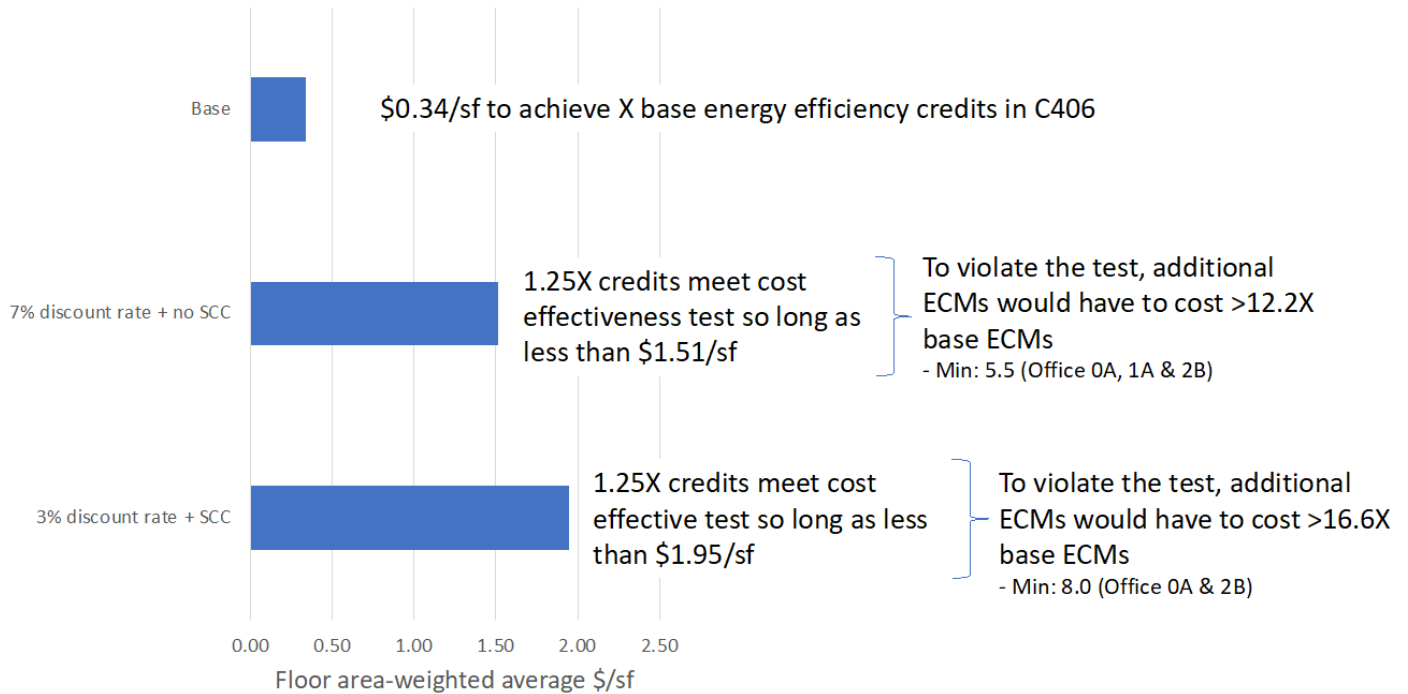 Base
$0.34/sf to achieve X base energy efficiency credits in C406
7% discount rate + no SCC
1.25X credits meet cost
effectiveness test so long as
less than $1.51/sf
To violate the test, additional
ECMs would have to cost >12.2X
base ECMs
- Min: 5.5 (Office 0A, 1A & 2B)
3% discount rate + SCC
1.25X credits meet cost
effective test so long as less
than $1.95/sf
To violate the test, additional
ECMs would have to cost >16.6X
base ECMs
- Min: 8.0 (Office 0A & 2B)
0.00 0.50 1.00 1.50 2.00 2.50
Floor area-weighted average $/sf